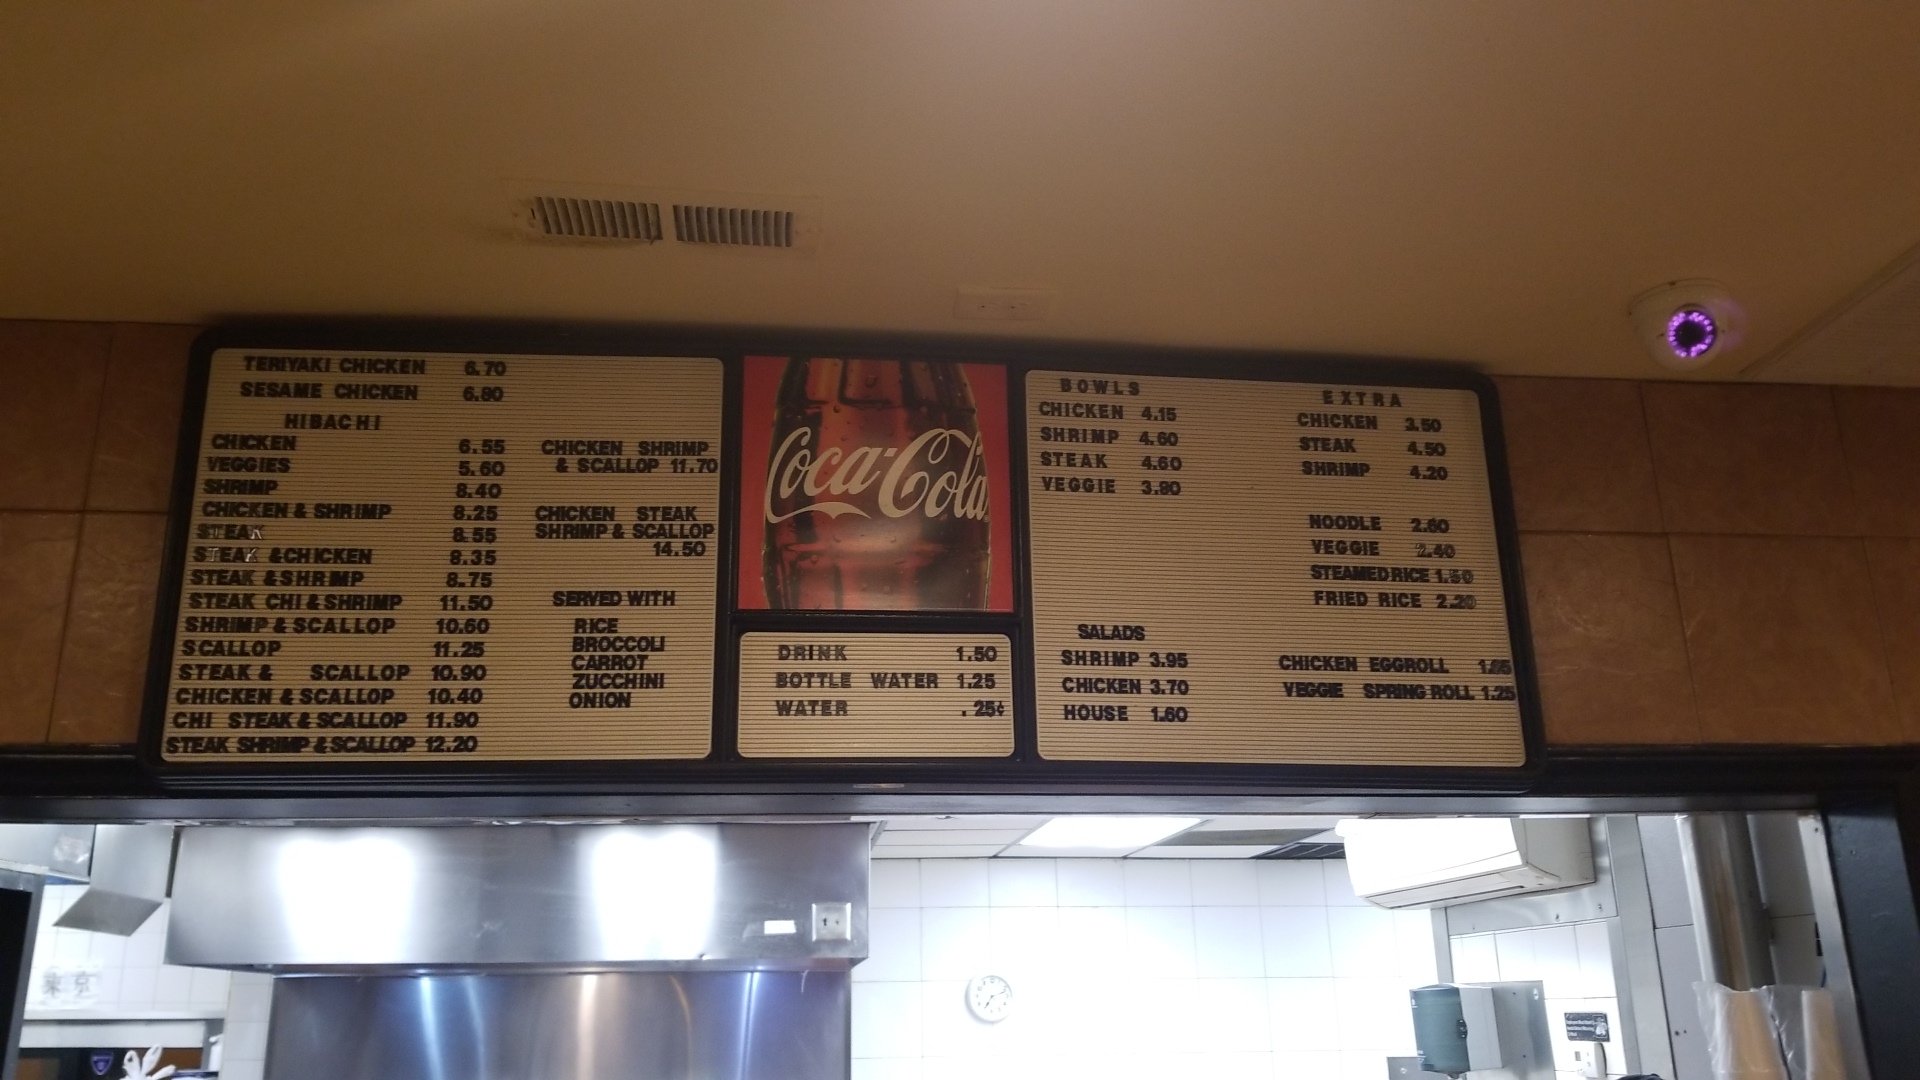 TERIYAKI CHICKEN 6.70
SESAME CHICKEN 6.80
HIBACHI
CHICKEN 6.55
VEGGIES 5.60
SHRIMP 8.40
CHICKEN & SHRIMP 8.25
STEAK 8.55
STEAK & CHICKEN 8.35
STEAK & SHRIMP 8.75
STEAK CHI & SHRIMP 11.50
SHRIMP & SCALLOP 10.60
SCALLOP 11.25
STEAK & SCALLOP 10.90
CHICKEN & SCALLOP 10.40
CHI STEAK & SCALLOP 11.90
STEAK SHRIMP & SCALLOP 12.20
CHICKEN SHRIMP
& SCALLOP 11.70
CHICKEN STEAK
SHRIMP & SCALLOP
14.50
SERVED WITH
RICE
BROCCOLI
CARROT
ZUCCHINI
ONION
Coca-Cola
DRINK 1.50
BOTTLE WATER 1.25
WATER .25¢
BOWLS
CHICKEN 4.15
SHRIMP 4.60
STEAK 4.60
VEGGIE 3.80
SALADS
SHRIMP 3.95
CHICKEN 3.70
HOUSE 1.60
EXTRA
CHICKEN 3.50
STEAK 4.50
SHRIMP 4.20
NOODLE 2.60
VEGGIE 2.40
STEAMED RICE 1.50
FRIED RICE 2.20
CHICKEN EGGROLL
VEGGIE SPRING ROLL 1.25
東京